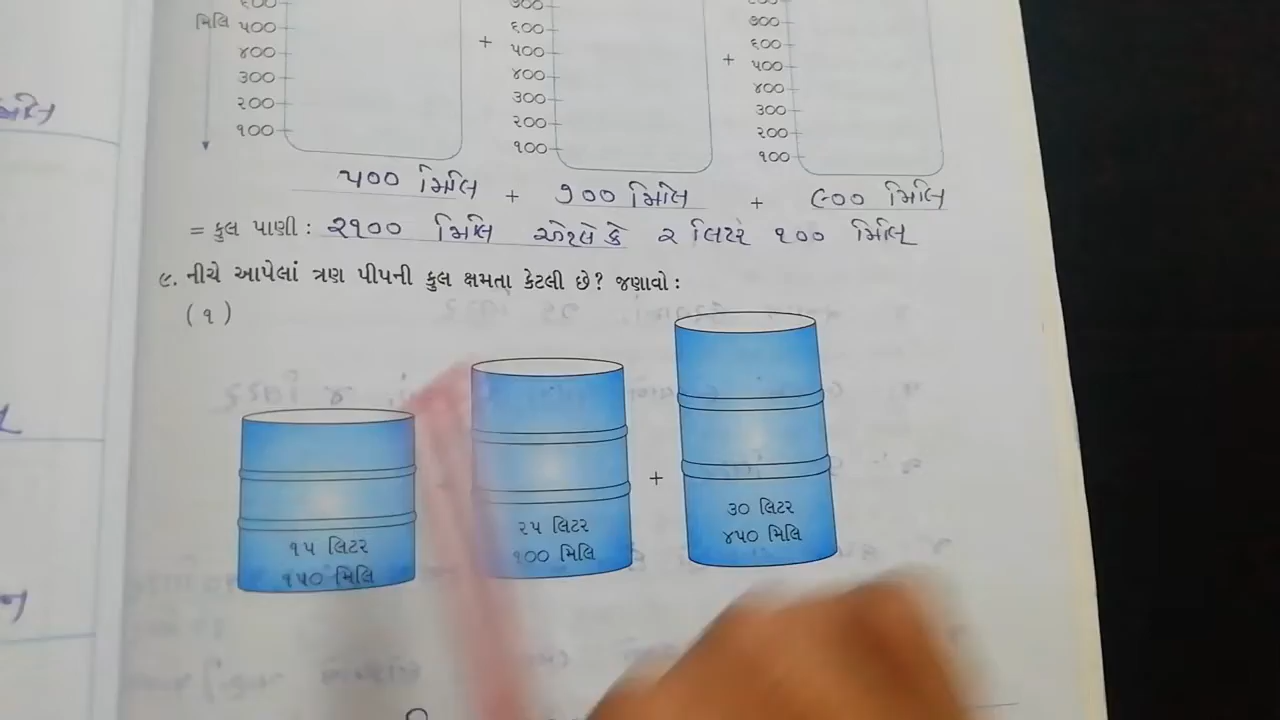 મિલિ
૫૦૦
૪૦૦
૩૦૦
૨૦૦
૧૦૦
+
૬૦૦
૫૦૦
૪૦૦
૩૦૦
૨૦૦
૧૦૦
+
૭૦૦
૬૦૦
૫૦૦
૪૦૦
૩૦૦
૨૦૦
૧૦૦
૫૦૦ મિલિ + ૭૦૦ મિલિ + ૯૦૦ મિલિ
= કુલ પાણી : ૨૧૦૦ મિલિ એટલે કે ૨ લિટર ૧૦૦ મિલિ
૯. નીચે આપેલાં ત્રણ પીપની કુલ ક્ષમતા કેટલી છે? જણાવો :
(૧)
૧૫ લિટર
૧૫૦ મિલિ
૨૫ લિટર
૧૦૦ મિલિ
+
૩૦ લિટર
૪૫૦ મિલિ